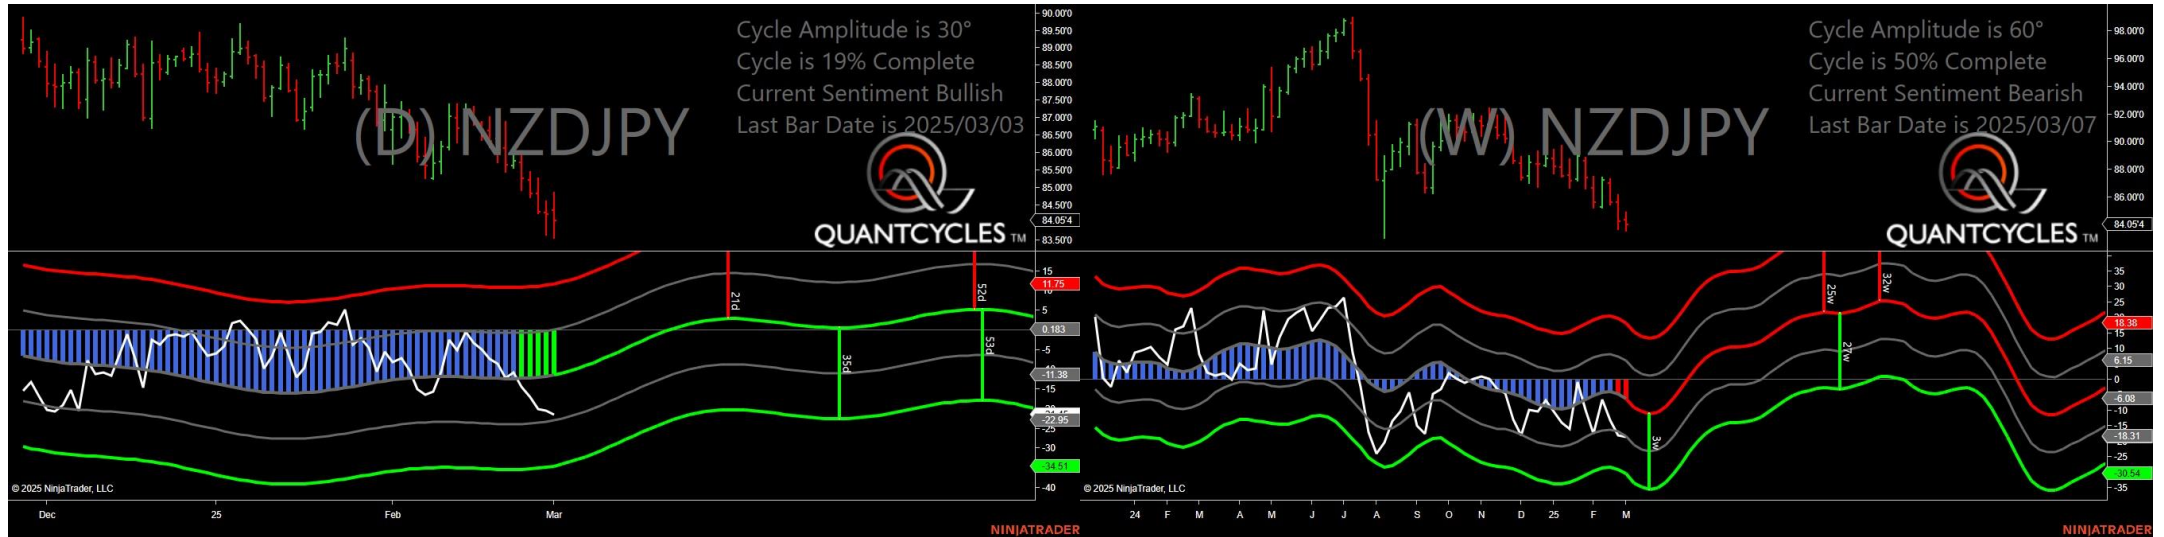 Cycle Amplitude is 30°
Cycle is 19% Complete
Current Sentiment Bullish
Last Bar Date is 2025/03/03
(D) NZDJPY
QUANTCYCLES TM
90.00'0
89.50'0
89.00'0
88.50'0
88.00'0
87.50'0
87.00'0
86.50'0
86.00'0
85.50'0
85.00'0
84.50'0
84.05'4
83.50'0
21d
35d
52d
53d
15
11.75
5
0.183
-5
-11.38
-15
-22.95
-25
-30
-34.51
-40
© 2025 NinjaTrader, LLC
Dec
25
Feb
Mar
NINJATRADER
Cycle Amplitude is 60°
Cycle is 50% Complete
Current Sentiment Bearish
Last Bar Date is 2025/03/07
(W) NZDJPY
QUANTCYCLES TM
98.00'0
96.00'0
94.00'0
92.00'0
90.00'0
88.00'0
86.00'0
84.05'4
3w
25w
27w
32w
35
30
25
18.38
15
10
6.15
0
-6.08
-10
-15
-18.31
-25
-30.54
-35
© 2025 NinjaTrader, LLC
24
F
M
A
M
J
J
A
S
O
N
D
25
F
M
NINJATRADER